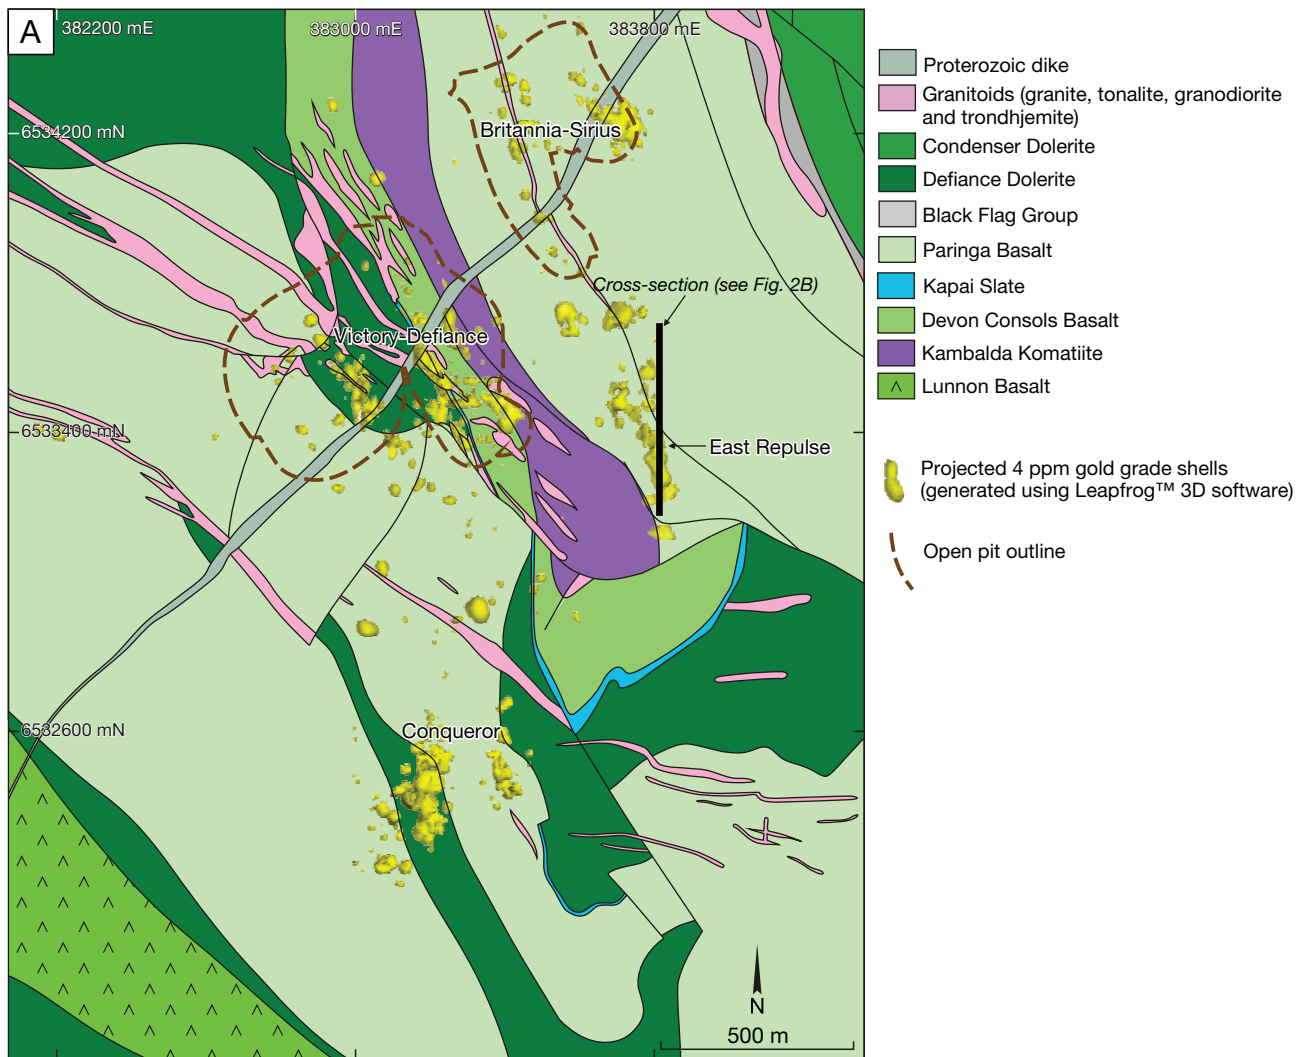 A
382200 mE
383000 mE
383800 mE
6534200 mN
Britannia-Sirius
Cross-section (see Fig. 2B)
Victory-Defiance
6533400 mN
East Repulse
6532600 mN
Conqueror
N
500 m
Proterozoic dike
Granitoids (granite, tonalite, granodiorite
and trondhjemite)
Condenser Dolerite
Defiance Dolerite
Black Flag Group
Paringa Basalt
Kapai Slate
Devon Consols Basalt
Kambalda Komatiite
Lunnon Basalt
Projected 4 ppm gold grade shells
(generated using Leapfrog™ 3D software)
Open pit outline